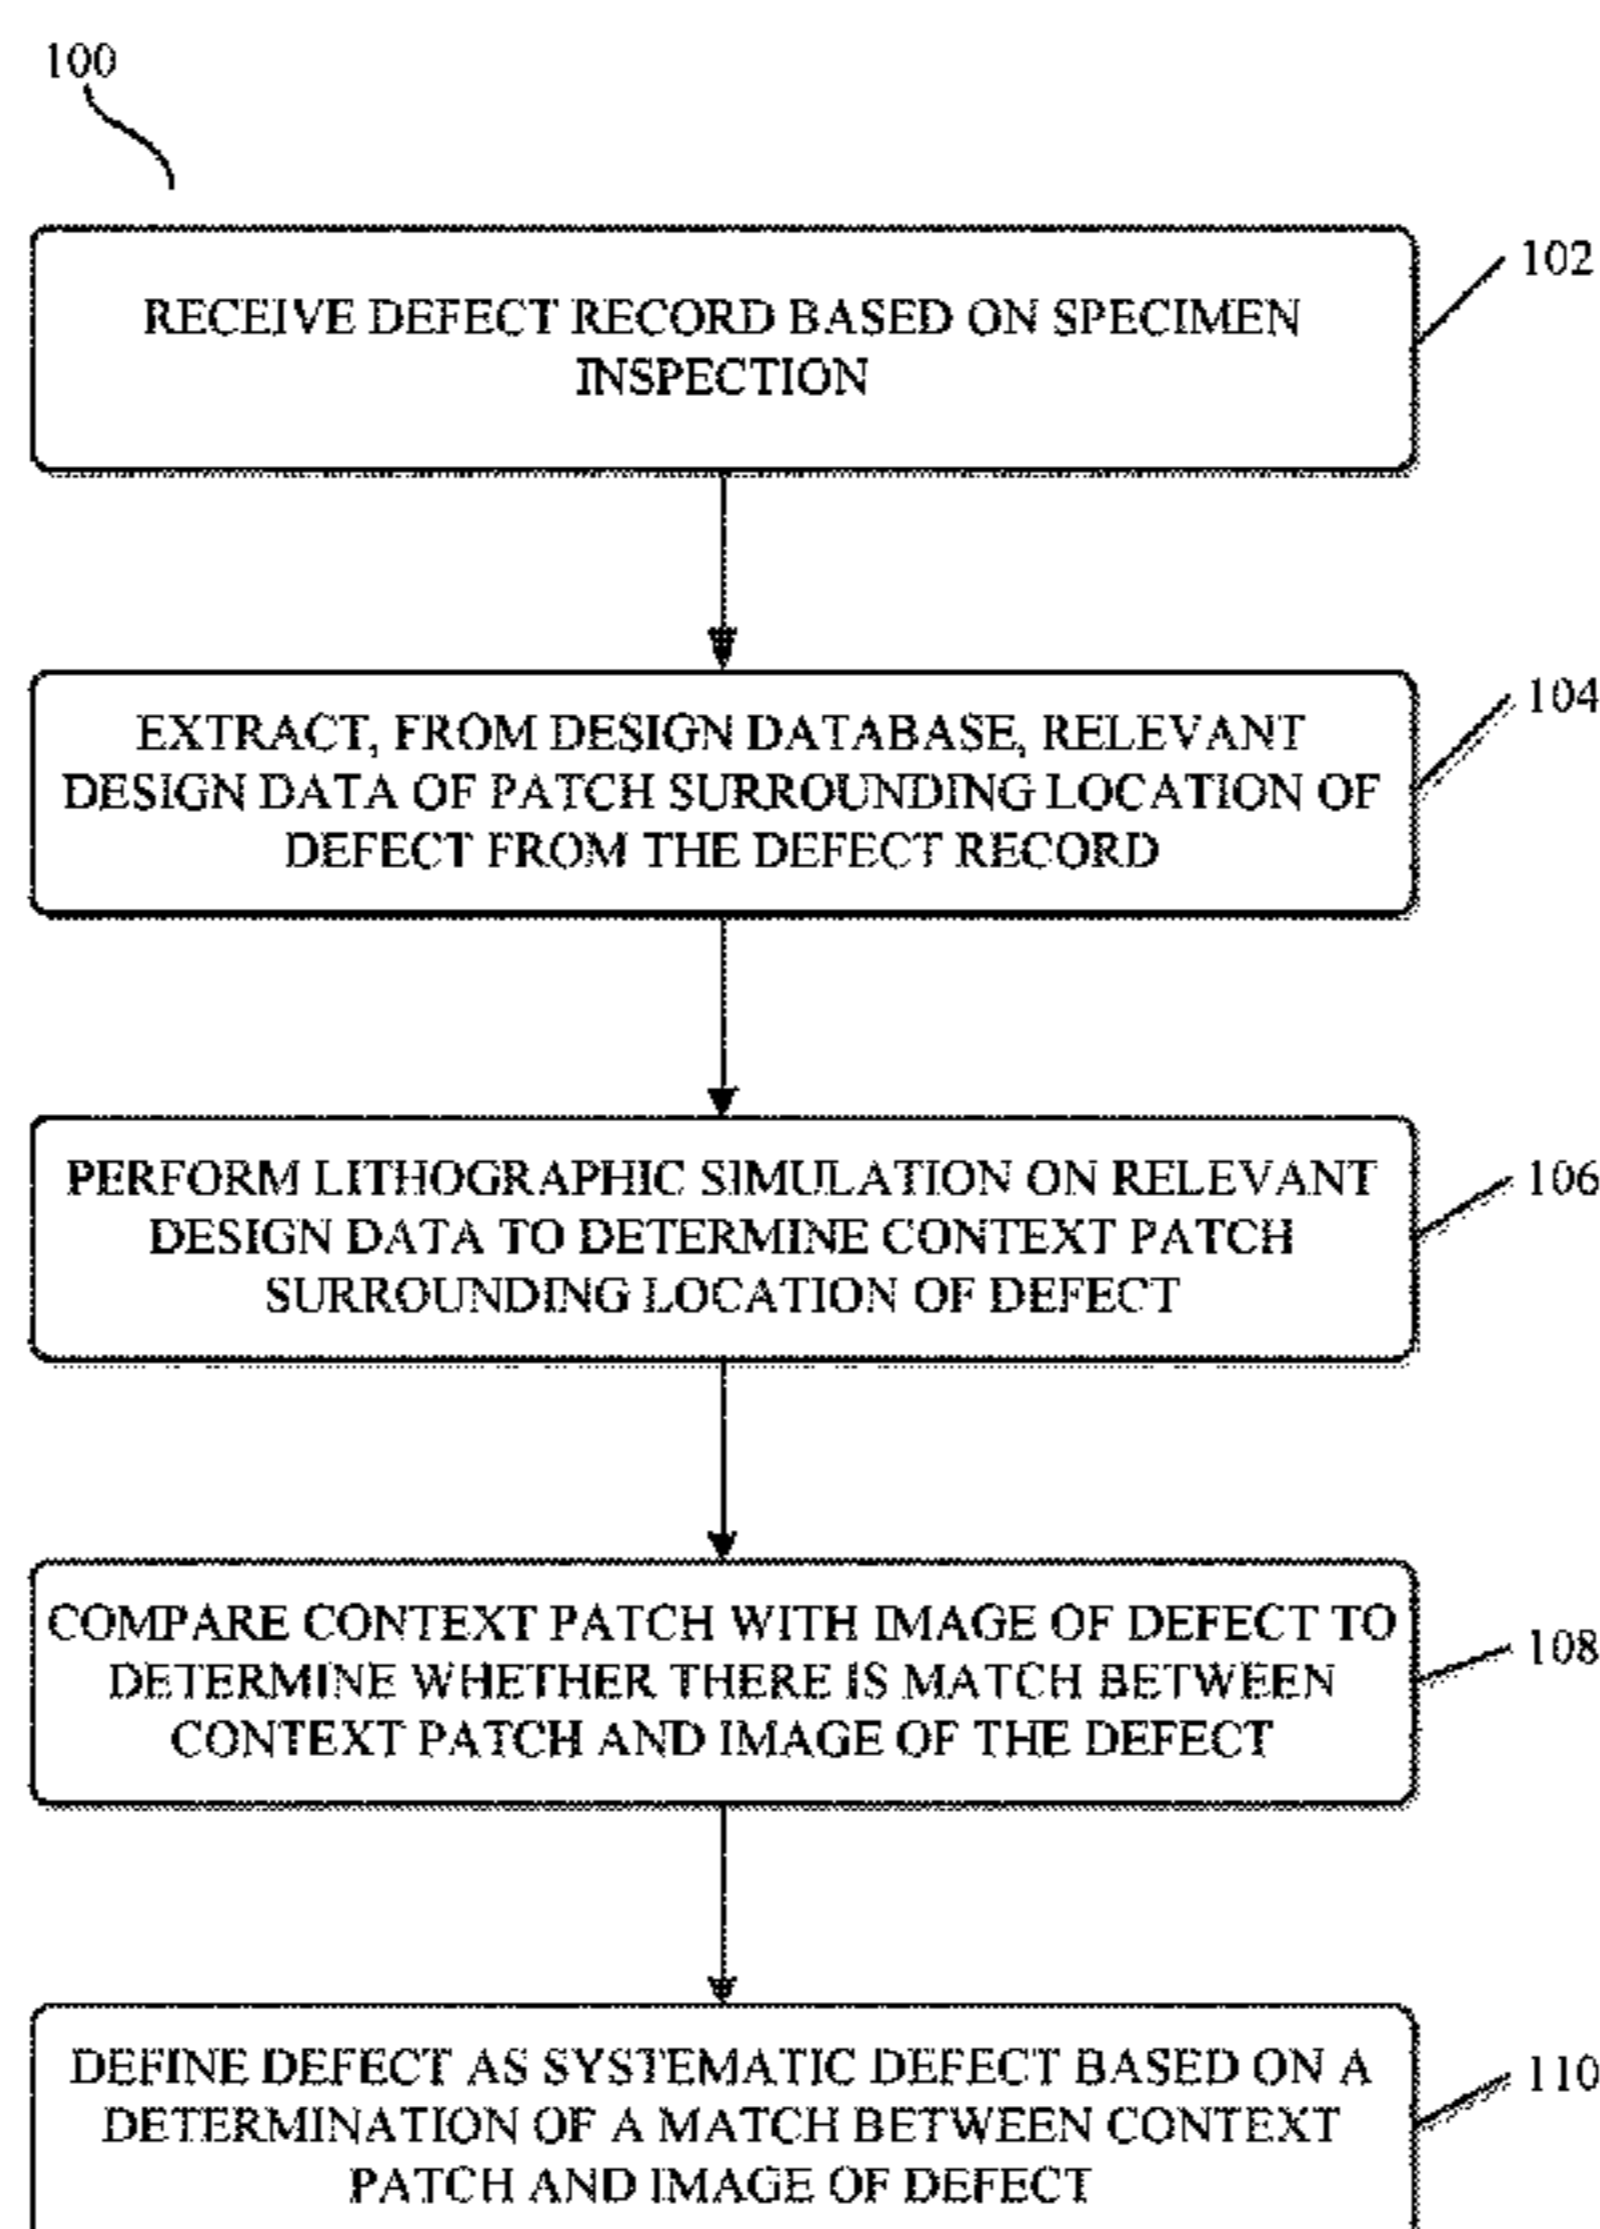 100
102
RECEIVE DEFECT RECORD BASED ON SPECIMEN
INSPECTION
104
EXTRACT, FROM DESIGN DATABASE, RELEVANT
DESIGN DATA OF PATCH SURROUNDING LOCATION OF
DEFECT FROM THE DEFECT RECORD
106
PERFORM LITHOGRAPHIC SIMULATION ON RELEVANT
DESIGN DATA TO DETERMINE CONTEXT PATCH
SURROUNDING LOCATION OF DEFECT
108
COMPARE CONTEXT PATCH WITH IMAGE OF DEFECT TO
DETERMINE WHETHER THERE IS MATCH BETWEEN
CONTEXT PATCH AND IMAGE OF THE DEFECT
110
DEFINE DEFECT AS SYSTEMATIC DEFECT BASED ON A
DETERMINATION OF A MATCH BETWEEN CONTEXT
PATCH AND IMAGE OF DEFECT